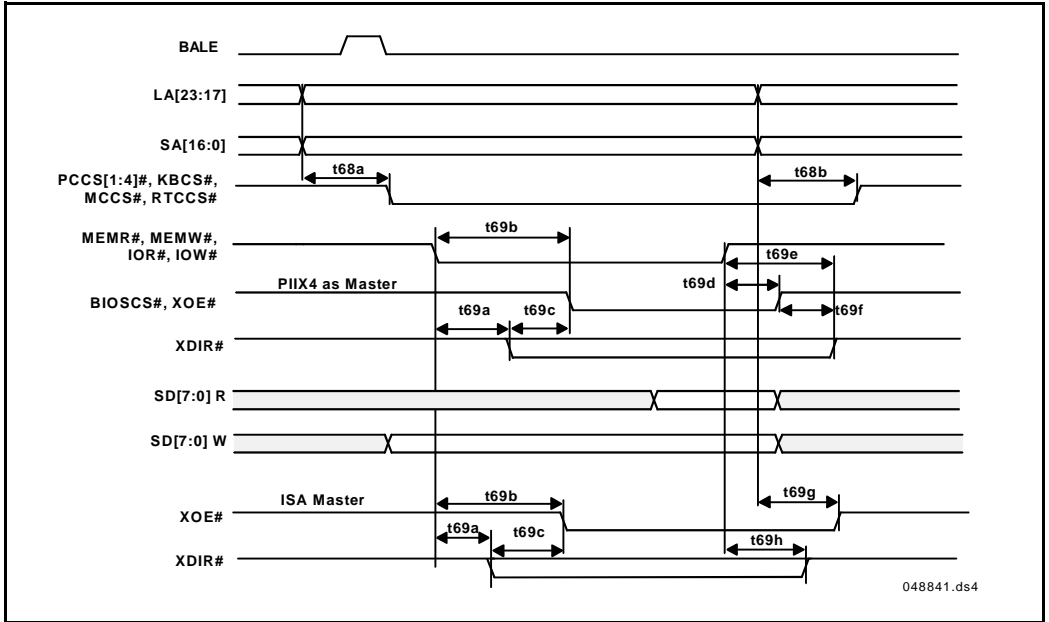 BALE
LA[23:17]
SA[16:0]
t68a
t68b
PCCS[1:4]#, KBCS#,
MCCS#, RTCCS#
t69b
MEMR#, MEMW#,
IOR#, IOW#
t69e
PIIX4 as Master
t69d
BIOSCS#, XOE#
t69a
t69c
t69f
XDIR#
SD[7:0] R
SD[7:0] W
ISA Master
t69b
t69g
XOE#
t69a
t69c
t69h
XDIR#
048841.ds4